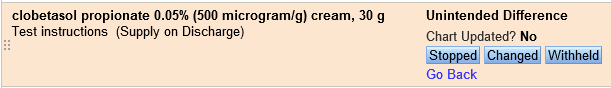 clobetasol propionate 0.05% (500 microgram/g) cream, 30 g
Test instructions (Supply on Discharge)
Unintended Difference
Chart Updated? No
Stopped Changed Withheld
Go Back